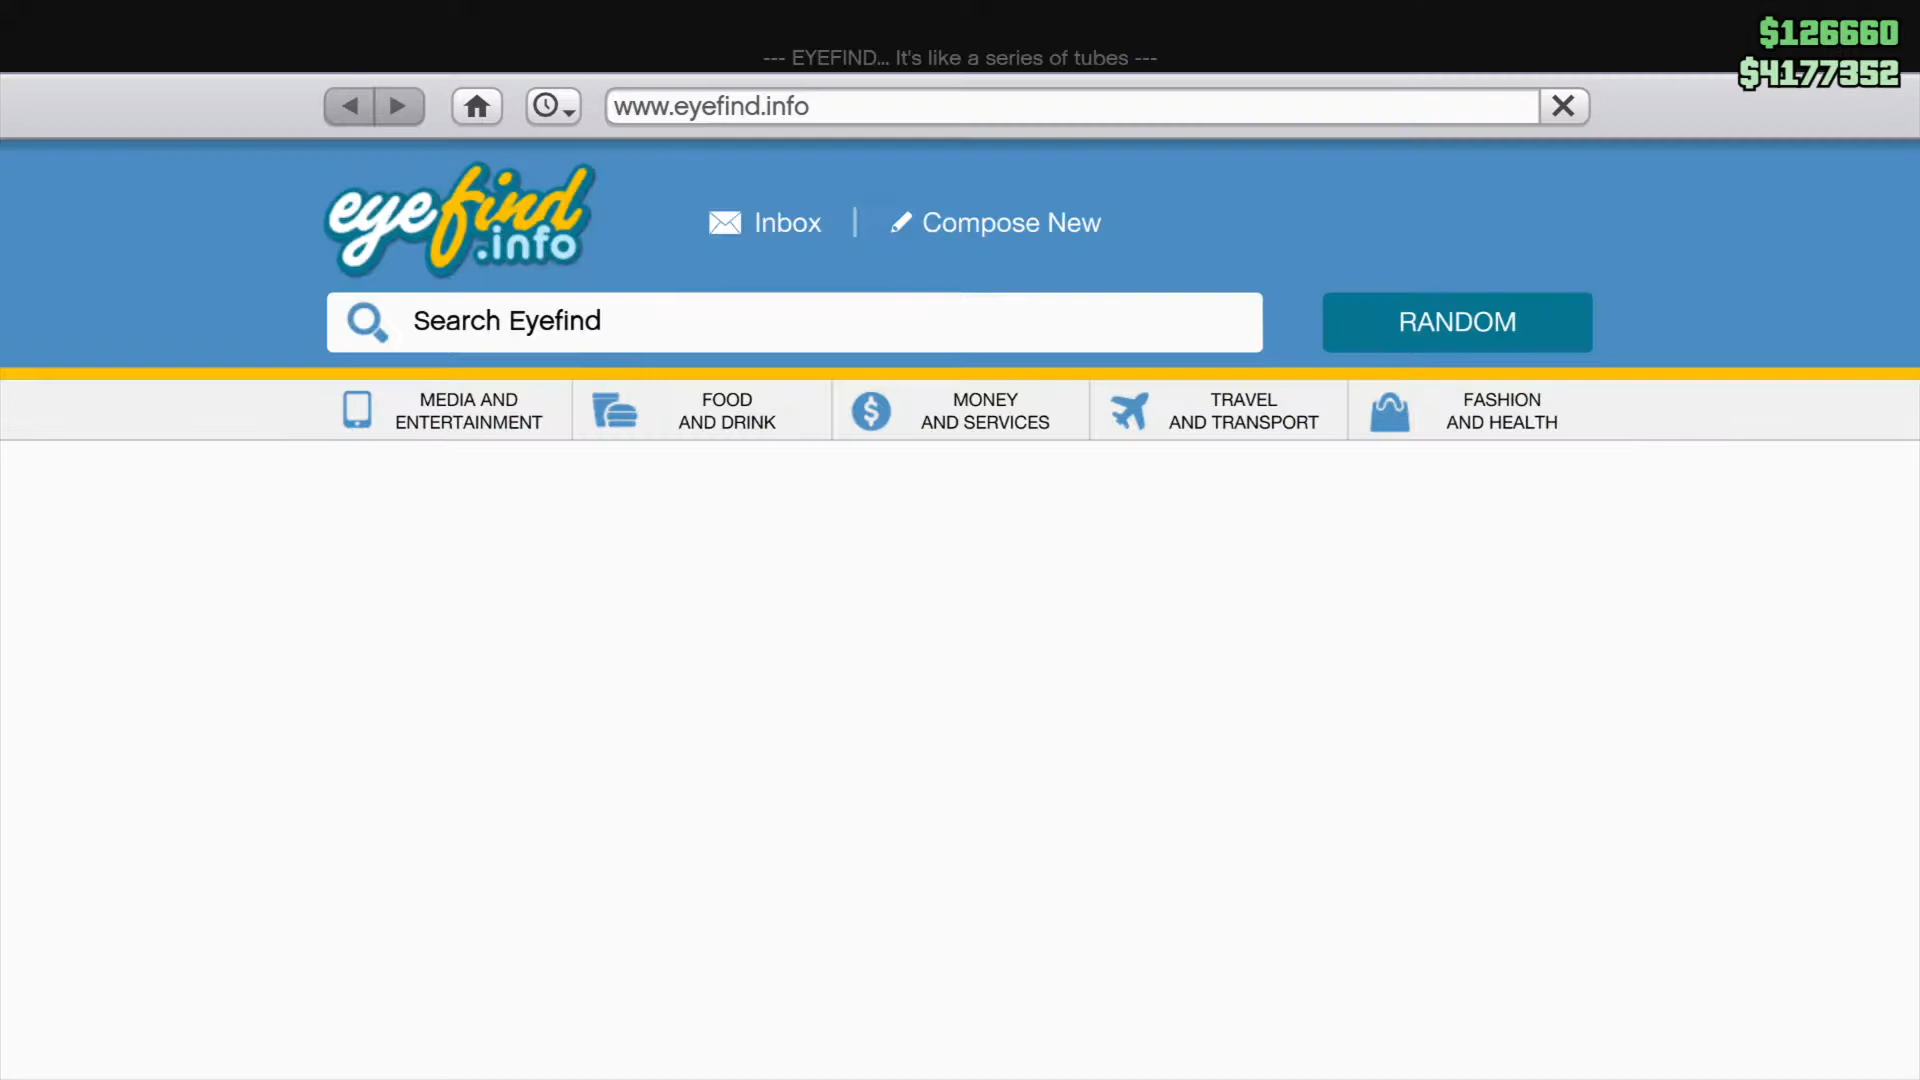 $126660
--- EYEFIND... It's like a series of tubes ---
$4177352
www.eyefind.info
eyefind
.info
Inbox
Compose New
Search Eyefind
RANDOM
MEDIA AND
ENTERTAINMENT
FOOD
AND DRINK
MONEY
AND SERVICES
TRAVEL
AND TRANSPORT
FASHION
AND HEALTH